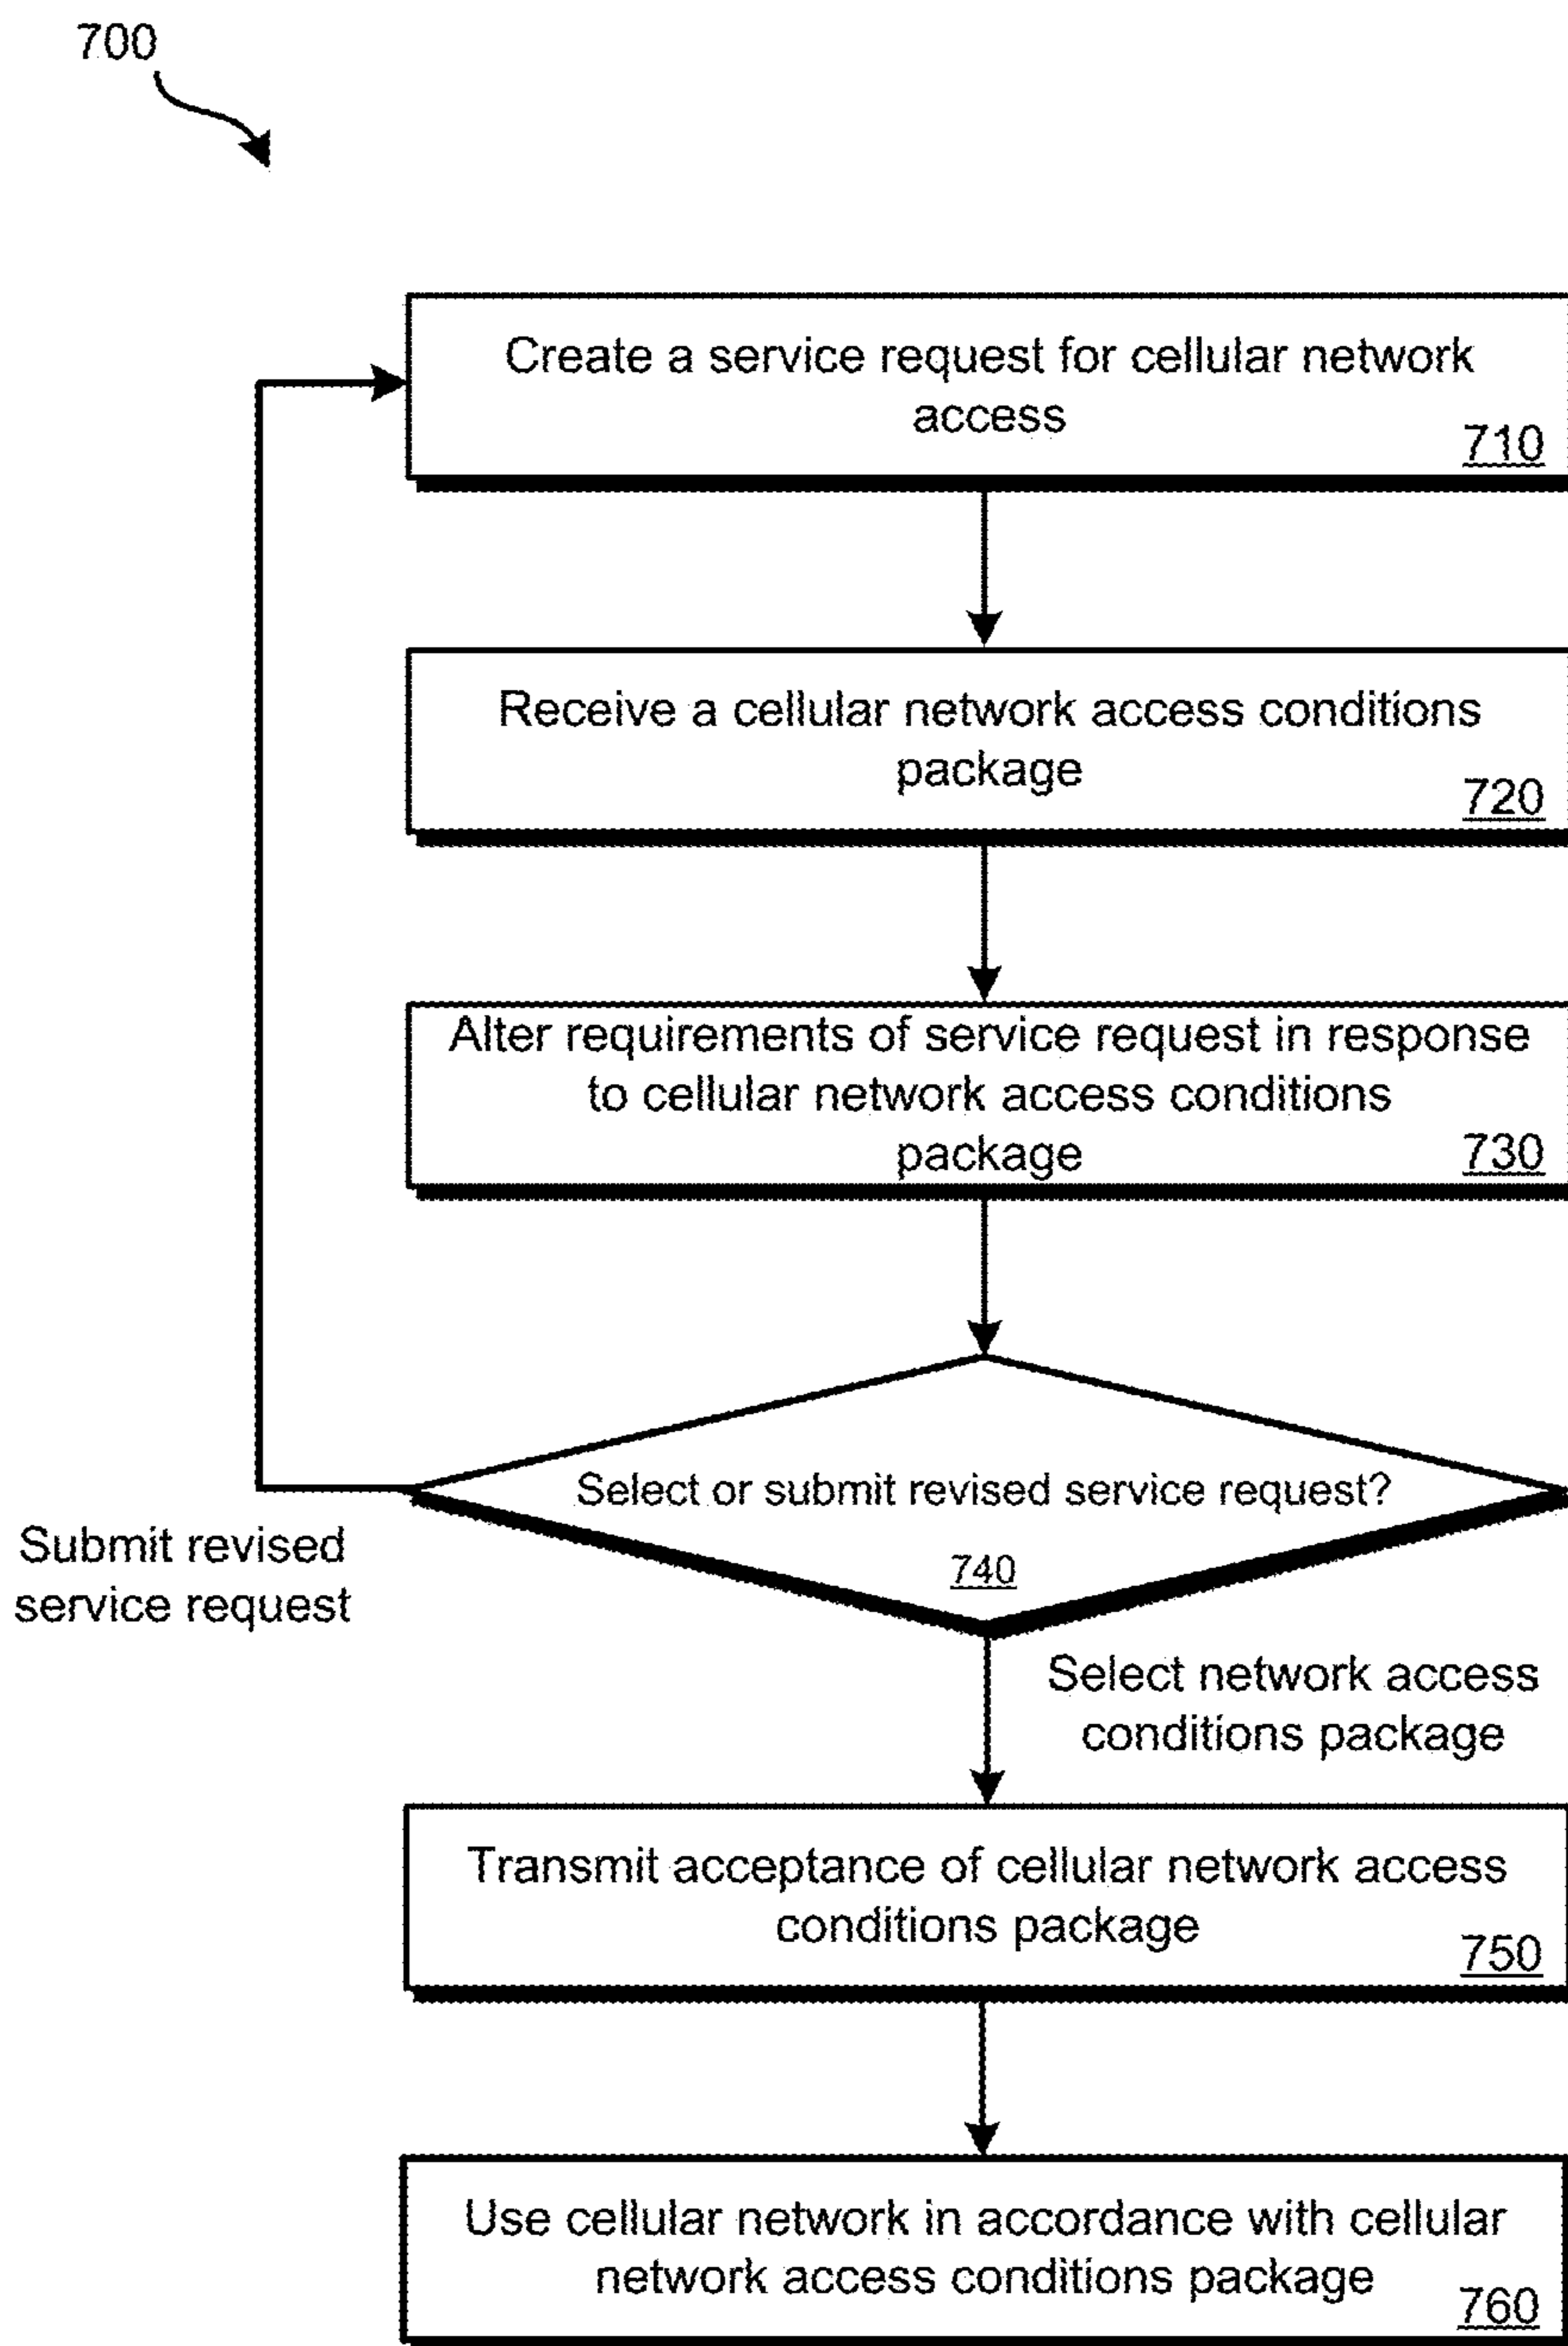 700
Create a service request for cellular network
access
710
Receive a cellular network access conditions
package
720
Alter requirements of service request in response
to cellular network access conditions
package
730
Select or submit revised service request?
740
Submit revised
service request
Select network access
conditions package
Transmit acceptance of cellular network access
conditions package
750
Use cellular network in accordance with cellular
network access conditions package
760